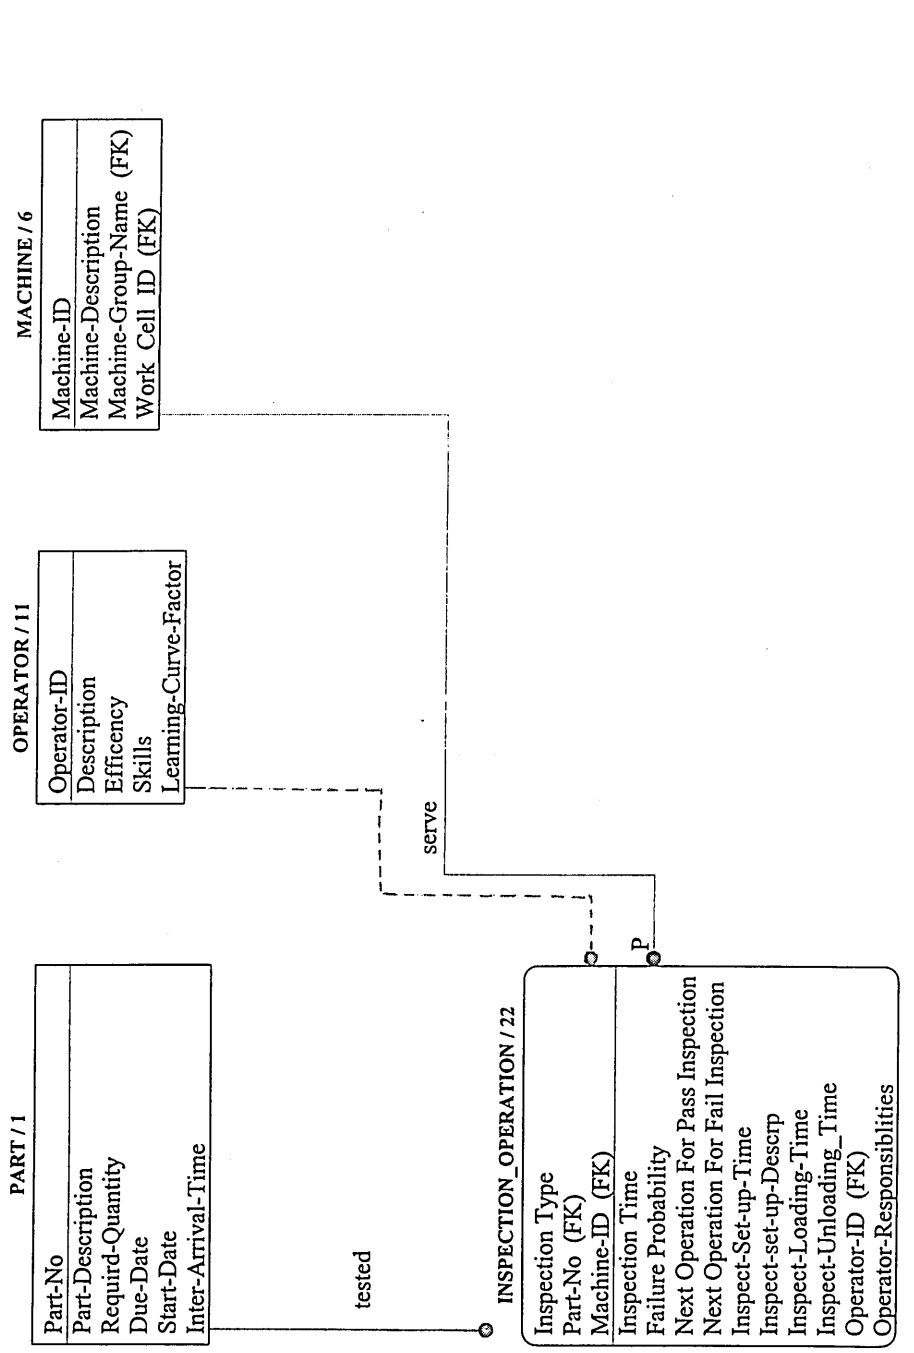 PART / 1
Part-No
Part-Description
Requird-Quantity
Due-Date
Start-Date
Inter-Arrival-Time
OPERATOR / 11
Operator-ID
Description
Efficency
Skills
Learning-Curve-Factor
MACHINE / 6
Machine-ID
Machine-Description
Machine-Group-Name (FK)
Work Cell ID (FK)
tested
serve
P
INSPECTION_OPERATION / 22
Inspection Type
Part-No (FK)
Machine-ID (FK)
Inspection Time
Failure Probability
Next Operation For Pass Inspection
Next Operation For Fail Inspection
Inspect-Set-up-Time
Inspect-set-up-Descrp
Inspect-Loading-Time
Inspect-Unloading_Time
Operator-ID (FK)
Operator-Responsiblities